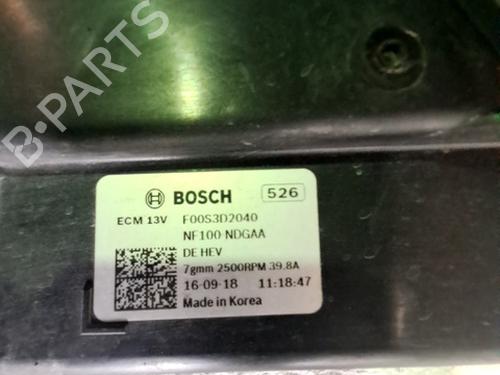 B-PARTS
BOSCH 526
ECM 13V F00S3D2040
NF100 NDGAA
DE HEV
7gmm 2500RPM 39.8A
16-09-18 11:18:47
Made in Korea